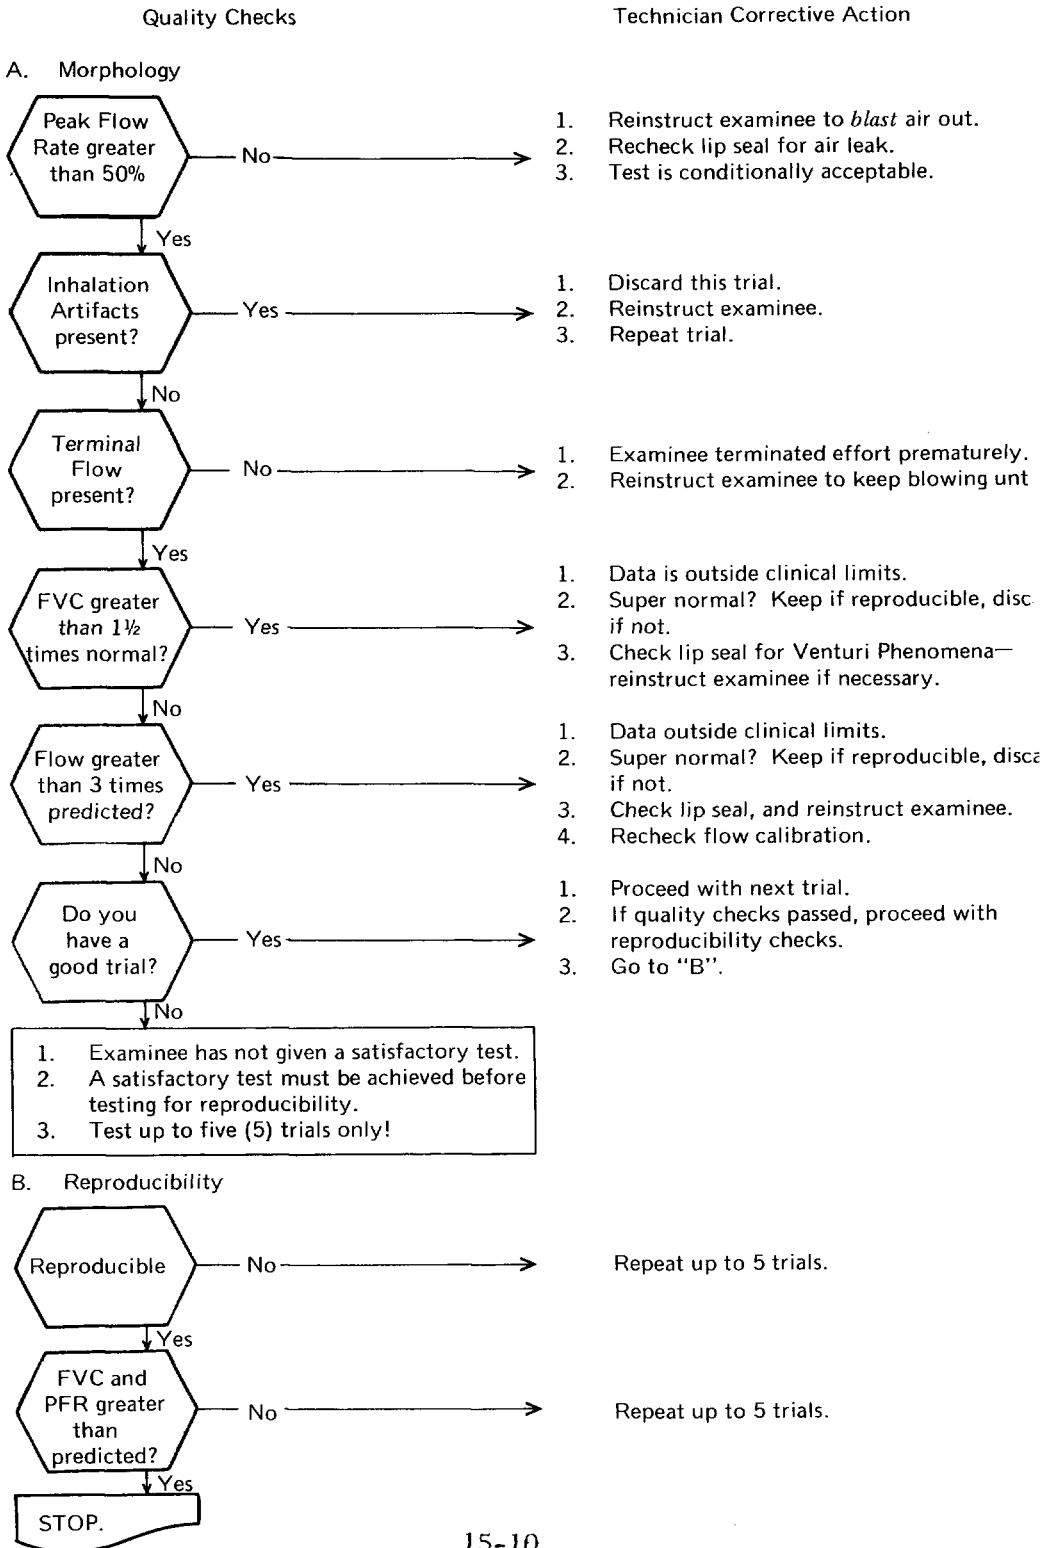 Quality Checks
Technician Corrective Action
A. Morphology
Peak Flow
Rate greater
than 50%
No
1. Reinstruct examinee to blast air out.
2. Recheck lip seal for air leak.
3. Test is conditionally acceptable.
Yes
Inhalation
Artifacts
present?
Yes
1. Discard this trial.
2. Reinstruct examinee.
3. Repeat trial.
No
Terminal
Flow
present?
No
1. Examinee terminated effort prematurely.
2. Reinstruct examinee to keep blowing unt
Yes
FVC greater
than 1½
times normal?
Yes
1. Data is outside clinical limits.
2. Super normal? Keep if reproducible, disc
if not.
3. Check lip seal for Venturi Phenomena—
reinstruct examinee if necessary.
No
Flow greater
than 3 times
predicted?
Yes
1. Data outside clinical limits.
2. Super normal? Keep if reproducible, disca
if not.
3. Check lip seal, and reinstruct examinee.
4. Recheck flow calibration.
No
Do you
have a
good trial?
Yes
1. Proceed with next trial.
2. If quality checks passed, proceed with
reproducibility checks.
3. Go to "B".
No
1. Examinee has not given a satisfactory test.
2. A satisfactory test must be achieved before
testing for reproducibility.
3. Test up to five (5) trials only!
B. Reproducibility
Reproducible
No
Repeat up to 5 trials.
Yes
FVC and
PFR greater
than
predicted?
No
Repeat up to 5 trials.
Yes
STOP.
15-10